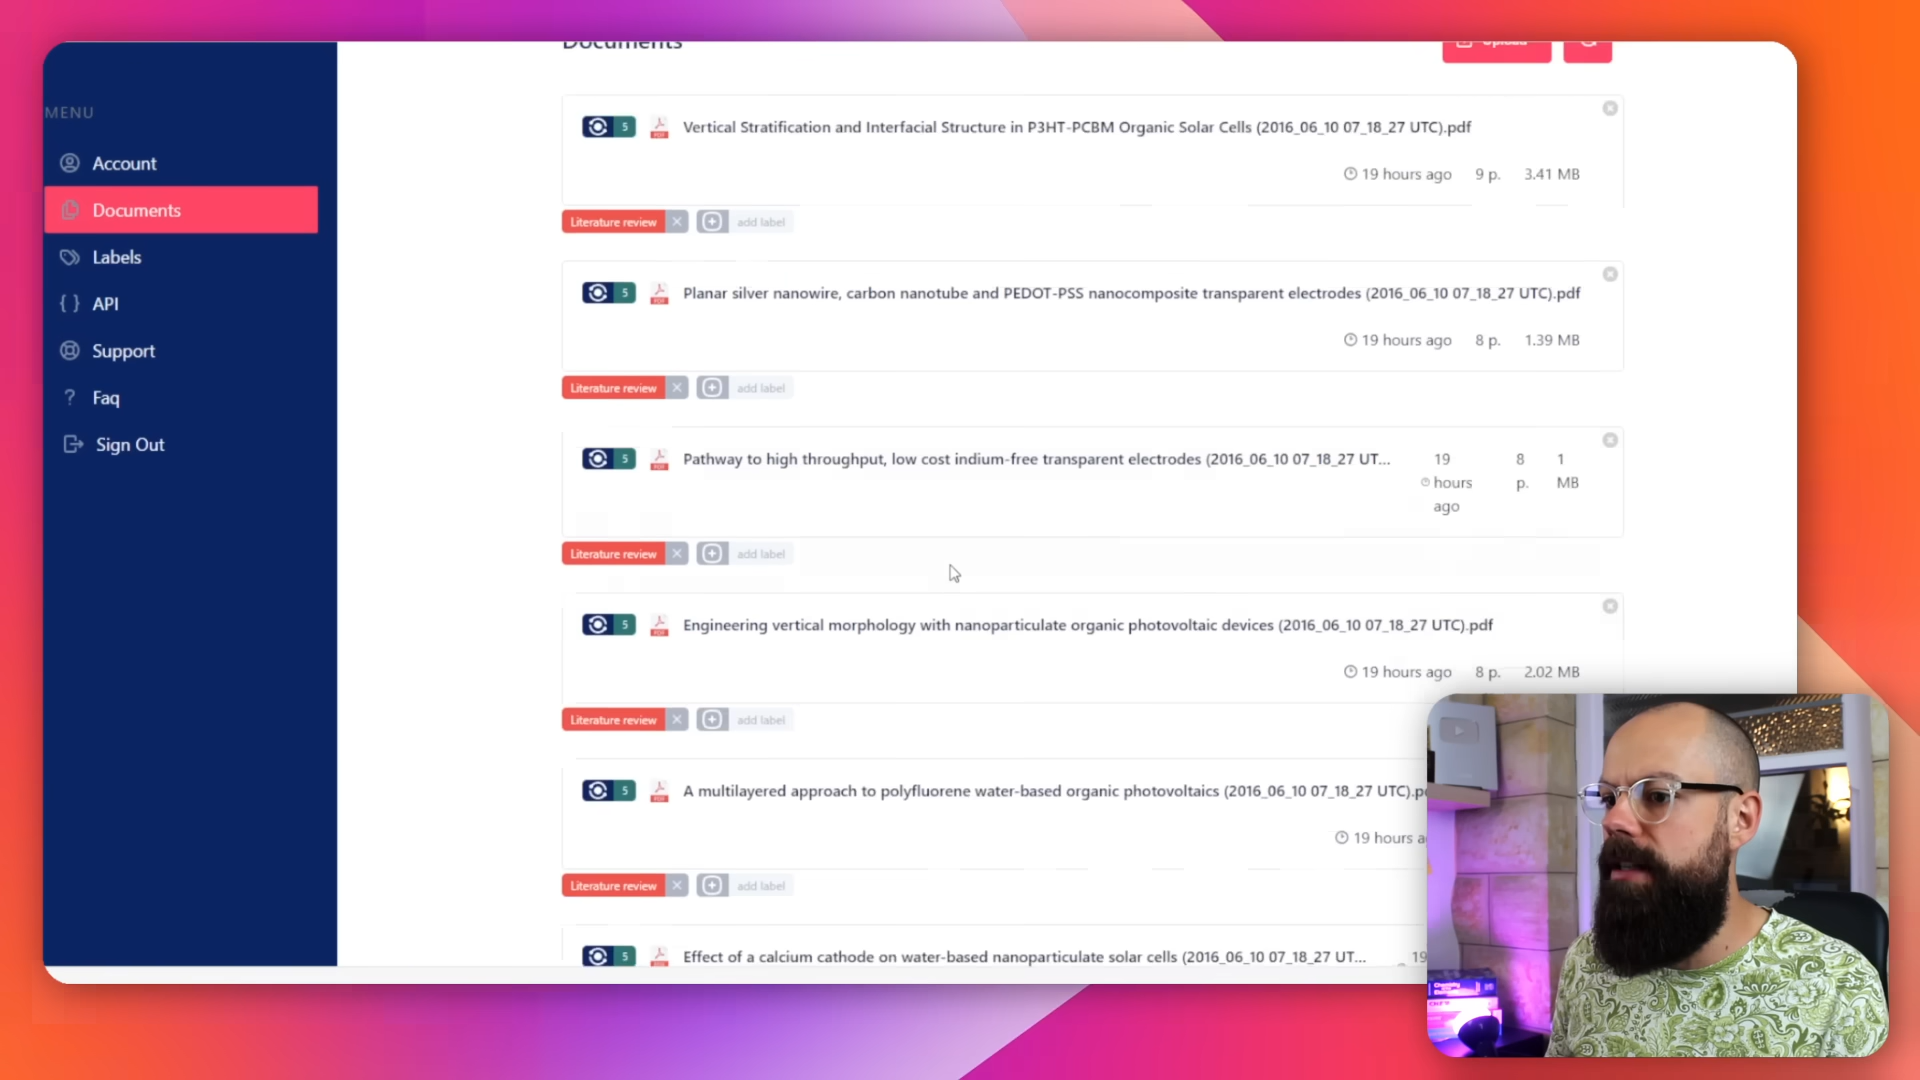 Documents
Upload
MENU
Account
Documents
Labels
API
Support
Faq
Sign Out
5 Vertical Stratification and Interfacial Structure in P3HT-PCBM Organic Solar Cells (2016_06_10 07_18_27 UTC).pdf
19 hours ago 9 p. 3.41 MB
Literature review add label
5 Planar silver nanowire, carbon nanotube and PEDOT-PSS nanocomposite transparent electrodes (2016_06_10 07_18_27 UTC).pdf
19 hours ago 8 p. 1.39 MB
Literature review add label
5 Pathway to high throughput, low cost indium-free transparent electrodes (2016_06_10 07_18_27 UT... 19 8 1
hours p. MB
ago
Literature review add label
5 Engineering vertical morphology with nanoparticulate organic photovoltaic devices (2016_06_10 07_18_27 UTC).pdf
19 hours ago 8 p. 2.02 MB
Literature review add label
5 A multilayered approach to polyfluorene water-based organic photovoltaics (2016_06_10 07_18_27 UTC).p
19 hours a
Literature review add label
5 Effect of a calcium cathode on water-based nanoparticulate solar cells (2016_06_10 07_18_27 UT... 19